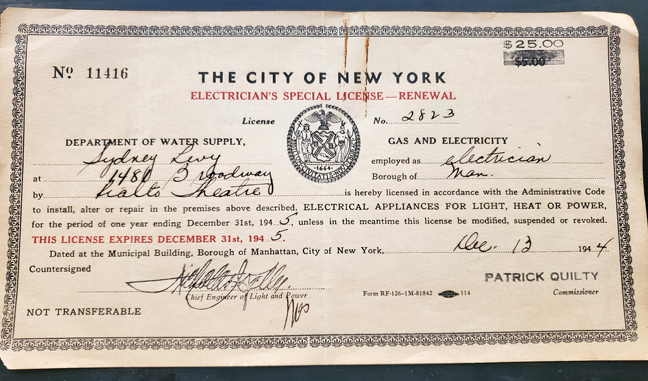 $25.00
$5.00
No 11416
THE CITY OF NEW YORK
ELECTRICIAN'S SPECIAL LICENSE—RENEWAL
License No. 2823
DEPARTMENT OF WATER SUPPLY, GAS AND ELECTRICITY
Sydney Levy employed as electrician
at 1481 Broadway Borough of Man.
by Rialto Theatre is hereby licensed in accordance with the Administrative Code
to install, alter or repair in the premises above described, ELECTRICAL APPLIANCES FOR LIGHT, HEAT OR POWER,
for the period of one year ending December 31st, 194 5, unless in the meantime this license be modified, suspended or revoked.
THIS LICENSE EXPIRES DECEMBER 31st, 194 5.
Dated at the Municipal Building, Borough of Manhattan, City of New York, Dec. 13 194 4
Countersigned
PATRICK QUILTY
Chief Engineer of Light and Power
Form RF-126-1M-81842 114
Commissioner
NOT TRANSFERABLE